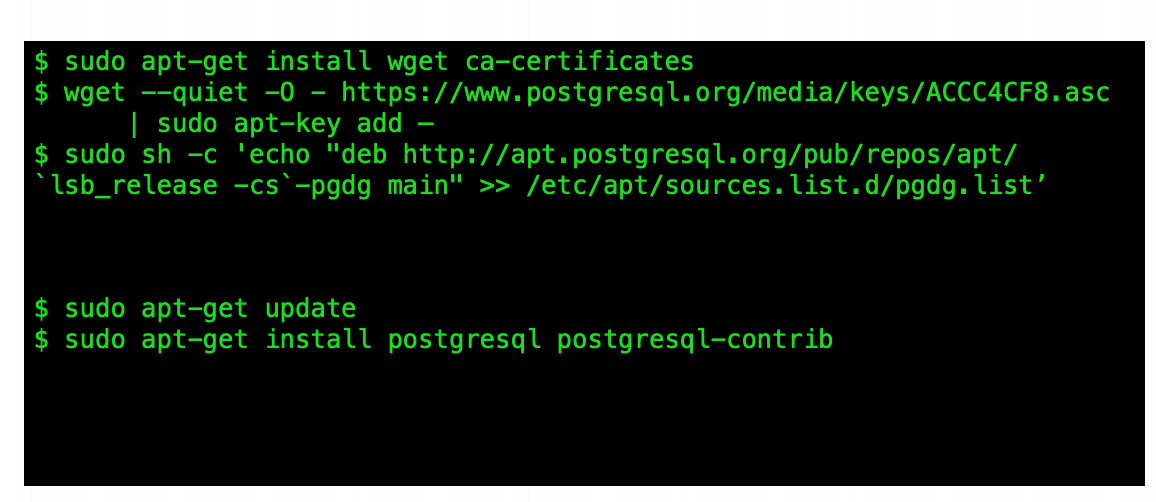 $ sudo apt-get install wget ca-certificates
$ wget --quiet -O - https://www.postgresql.org/media/keys/ACCC4CF8.asc
| sudo apt-key add –
$ sudo sh -c 'echo "deb http://apt.postgresql.org/pub/repos/apt/
`lsb_release -cs`-pgdg main" >> /etc/apt/sources.list.d/pgdg.list’
$ sudo apt-get update
$ sudo apt-get install postgresql postgresql-contrib